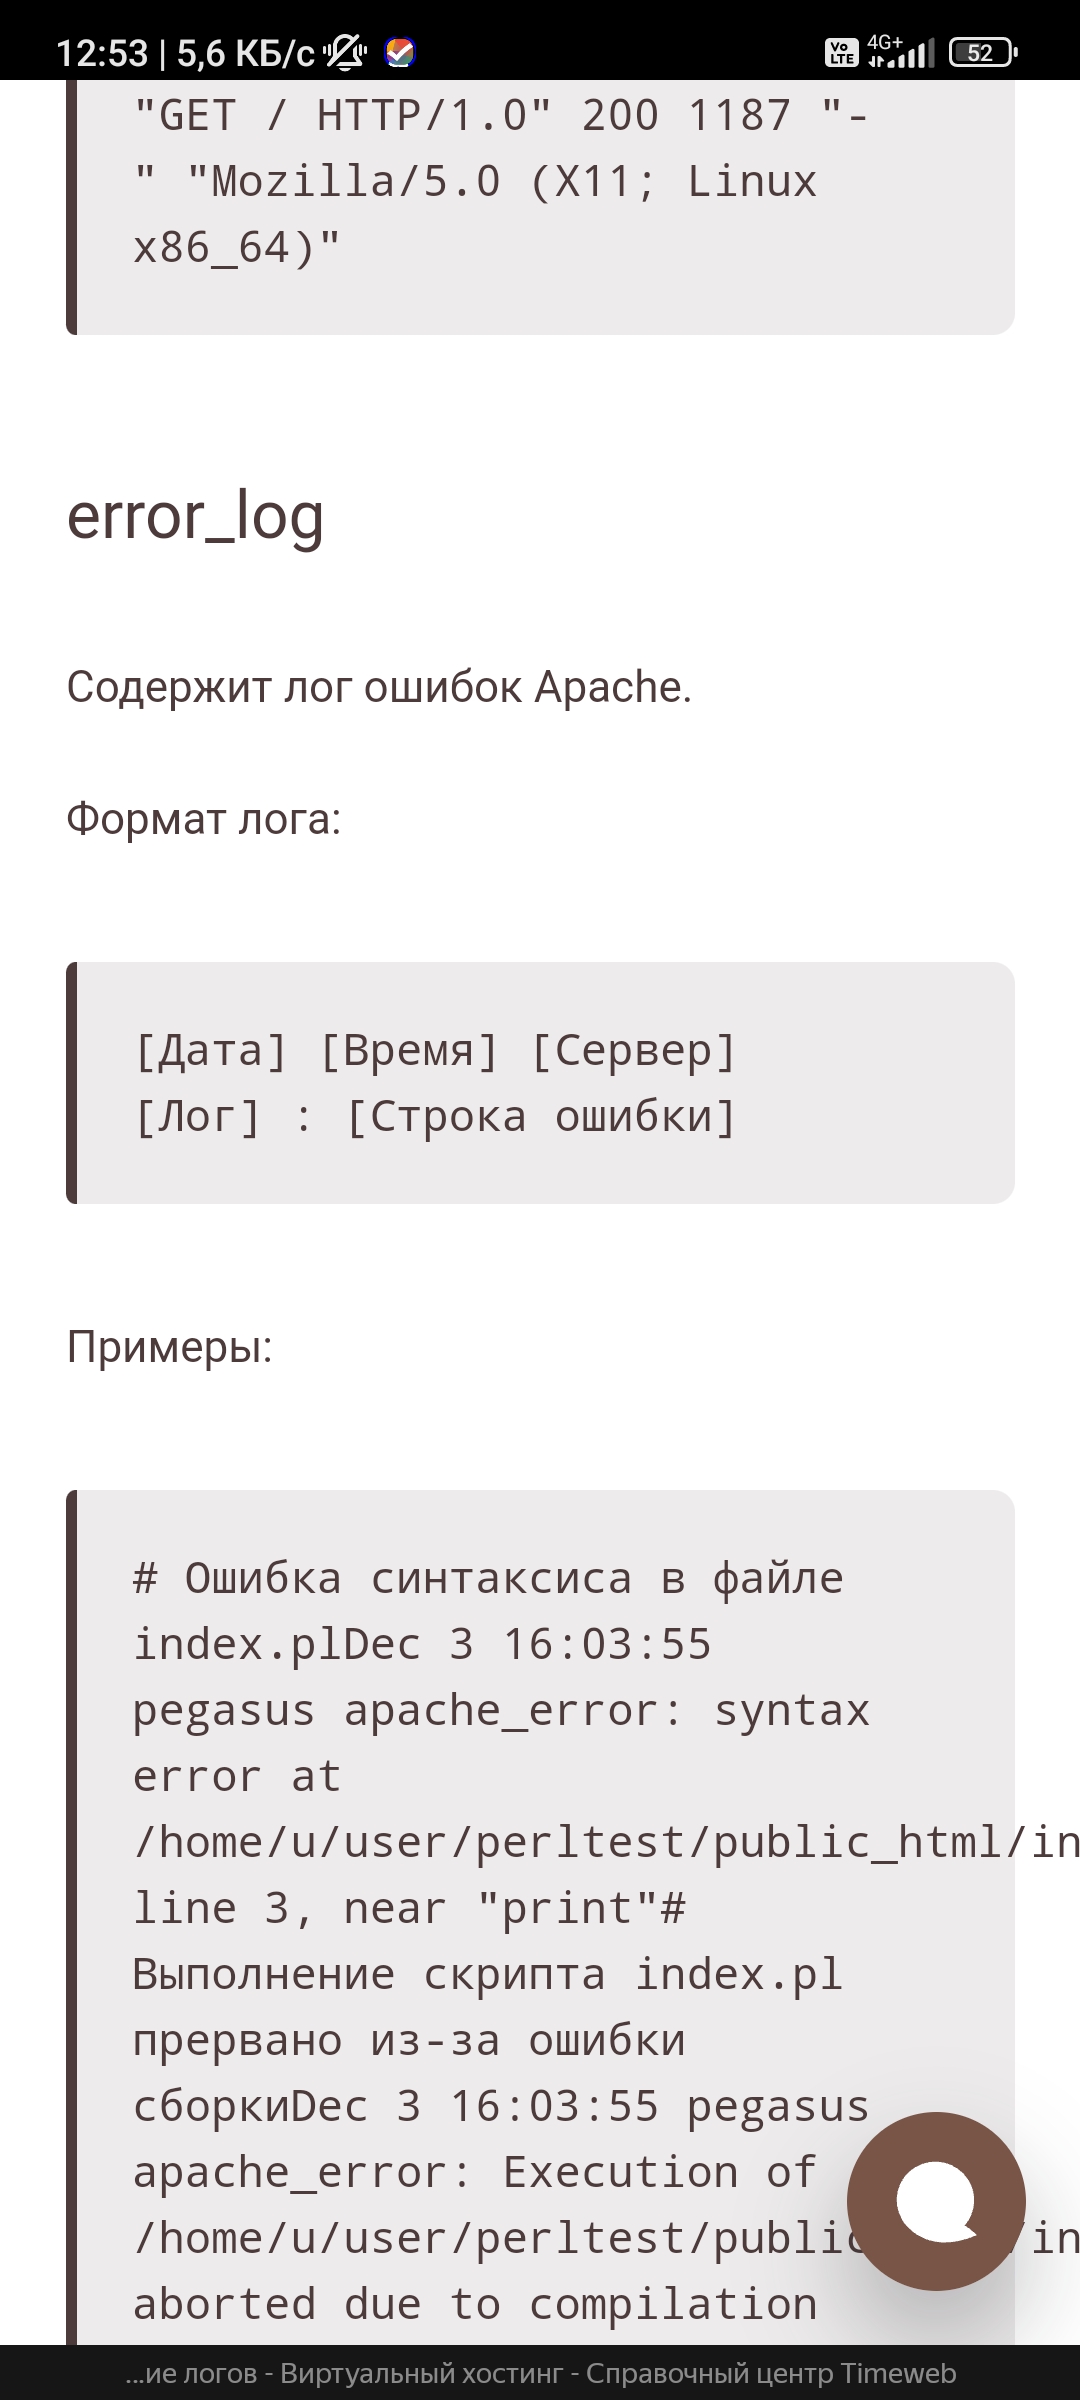 12:53 | 5,6 КБ/с
Vo LTE 4G+ 52
"GET / HTTP/1.0" 200 1187 "-
" "Mozilla/5.0 (X11; Linux
x86_64)"
error_log
Содержит лог ошибок Apache.
Формат лога:
[Дата] [Время] [Сервер]
[Лог] : [Строка ошибки]
Примеры:
# Ошибка синтаксиса в файле
index.plDec 3 16:03:55
pegasus apache_error: syntax
error at
/home/u/user/perltest/public_html/in
line 3, near "print"#
Выполнение скрипта index.pl
прервано из-за ошибки
сборкиDec 3 16:03:55 pegasus
apache_error: Execution of
/home/u/user/perltest/public /in
aborted due to compilation
...ие логов - Виртуальный хостинг - Справочный центр Timeweb